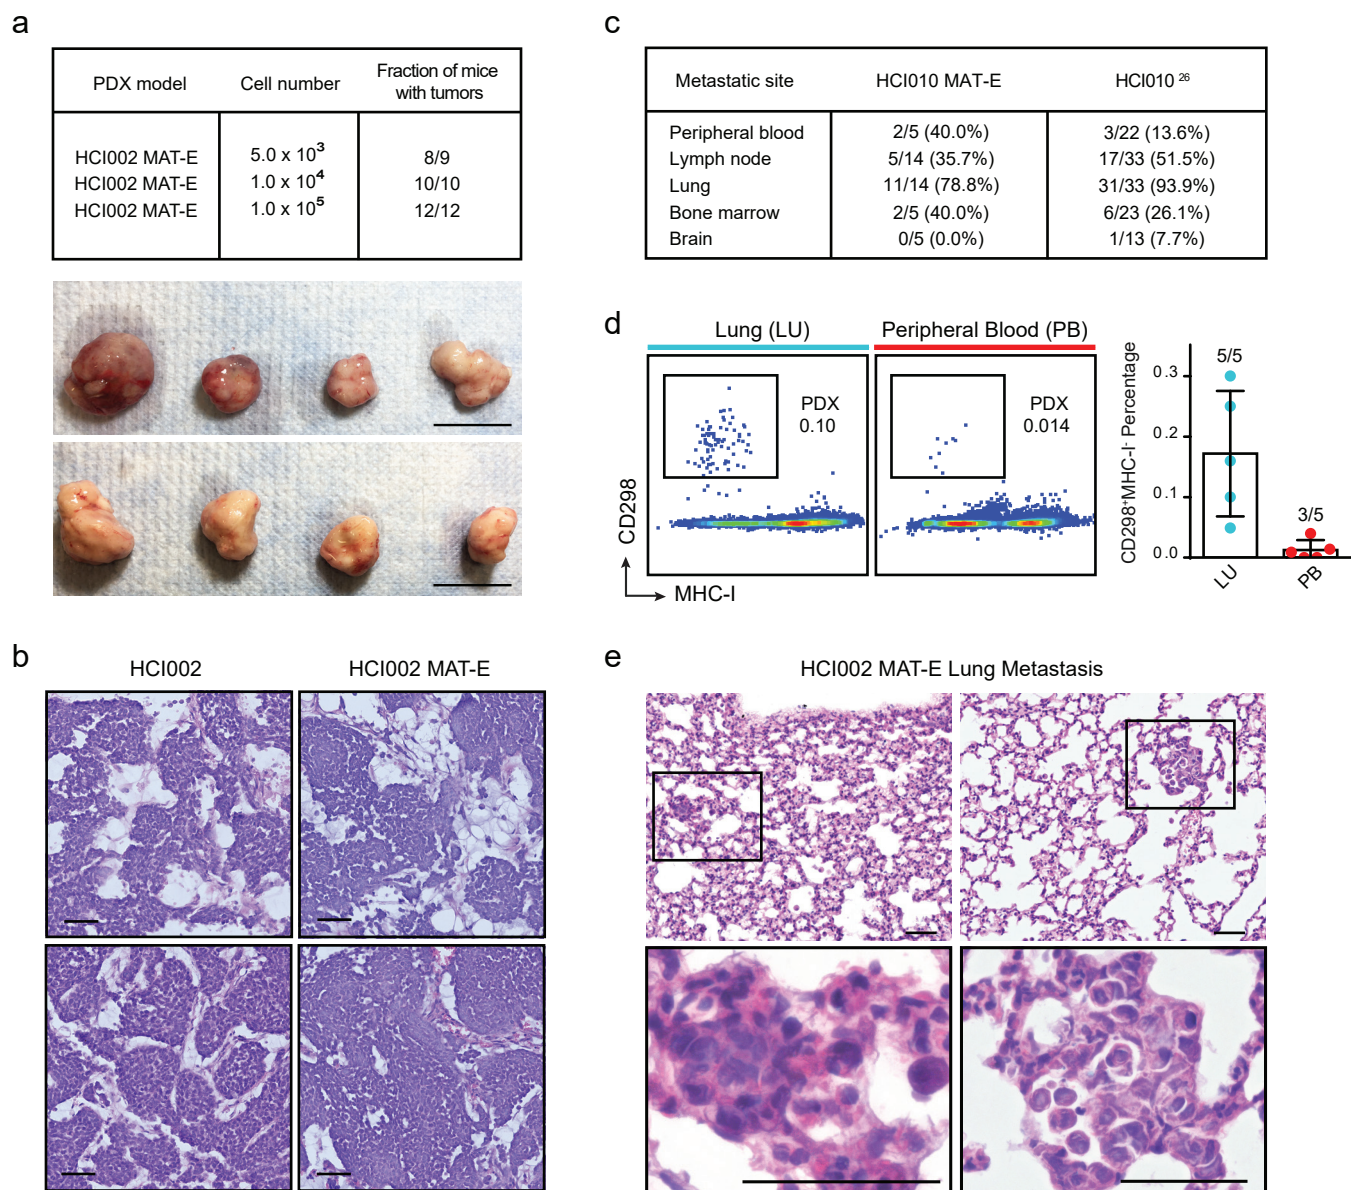 a
PDX model Cell number Fraction of mice with tumors
HCI002 MAT-E 5.0 x 10³ 8/9
HCI002 MAT-E 1.0 x 10⁴ 10/10
HCI002 MAT-E 1.0 x 10⁵ 12/12
b
HCI002 HCI002 MAT-E
c
Metastatic site HCI010 MAT-E HCI010 ²⁶
Peripheral blood 2/5 (40.0%) 3/22 (13.6%)
Lymph node 5/14 (35.7%) 17/33 (51.5%)
Lung 11/14 (78.8%) 31/33 (93.9%)
Bone marrow 2/5 (40.0%) 6/23 (26.1%)
Brain 0/5 (0.0%) 1/13 (7.7%)
d
Lung (LU) Peripheral Blood (PB)
PDX
0.10
PDX
0.014
CD298
MHC-I
CD298⁺MHC-I⁻ Percentage
0.3
0.2
0.1
0.0
5/5
3/5
LU
PB
e
HCI002 MAT-E Lung Metastasis